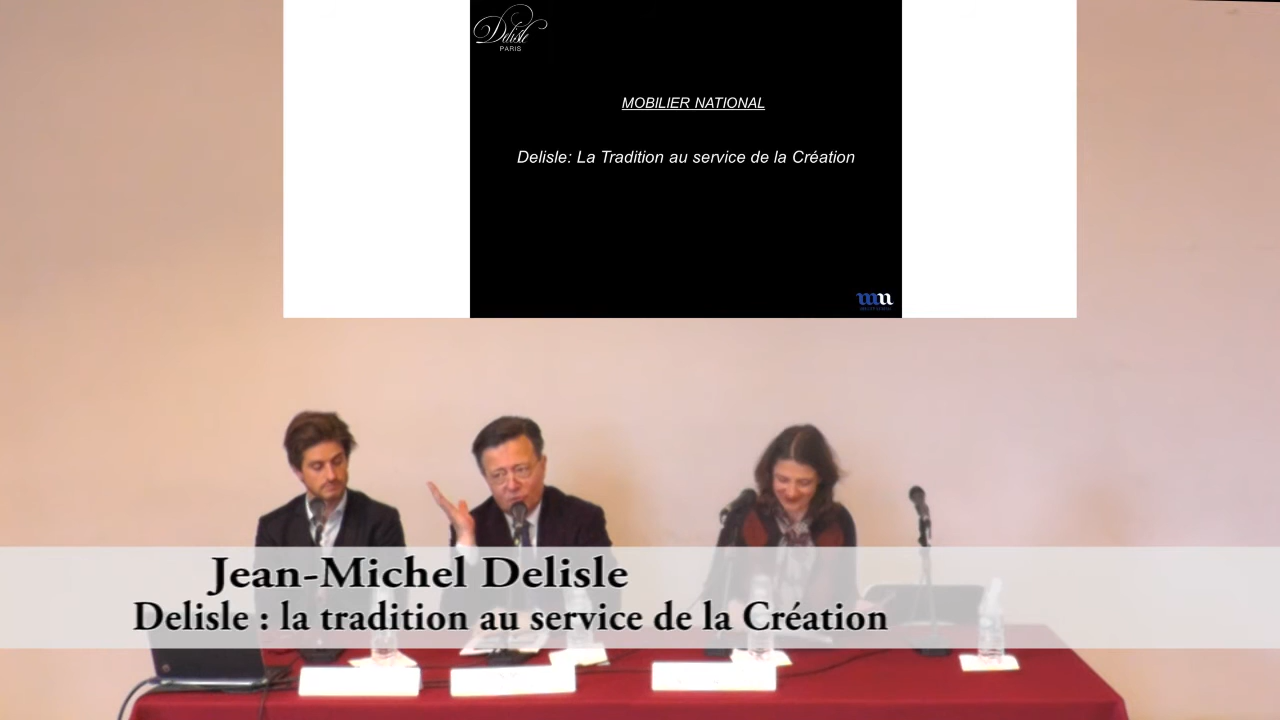 Delisle
PARIS
MOBILIER NATIONAL
Delisle: La Tradition au service de la Création
Jean-Michel Delisle
Delisle : la tradition au service de la Création